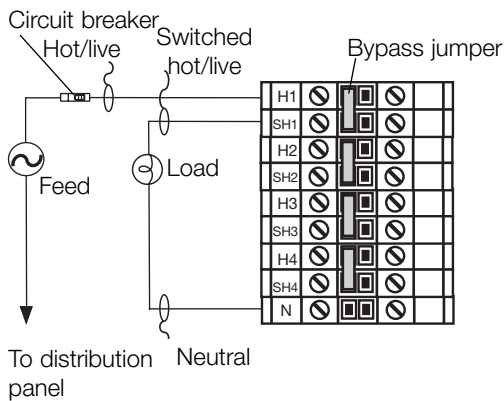 Circuit breaker
Hot/live
Switched
hot/live
Bypass jumper
H1
SH1
H2
SH2
H3
SH3
H4
SH4
N
Feed
Load
To distribution
panel
Neutral